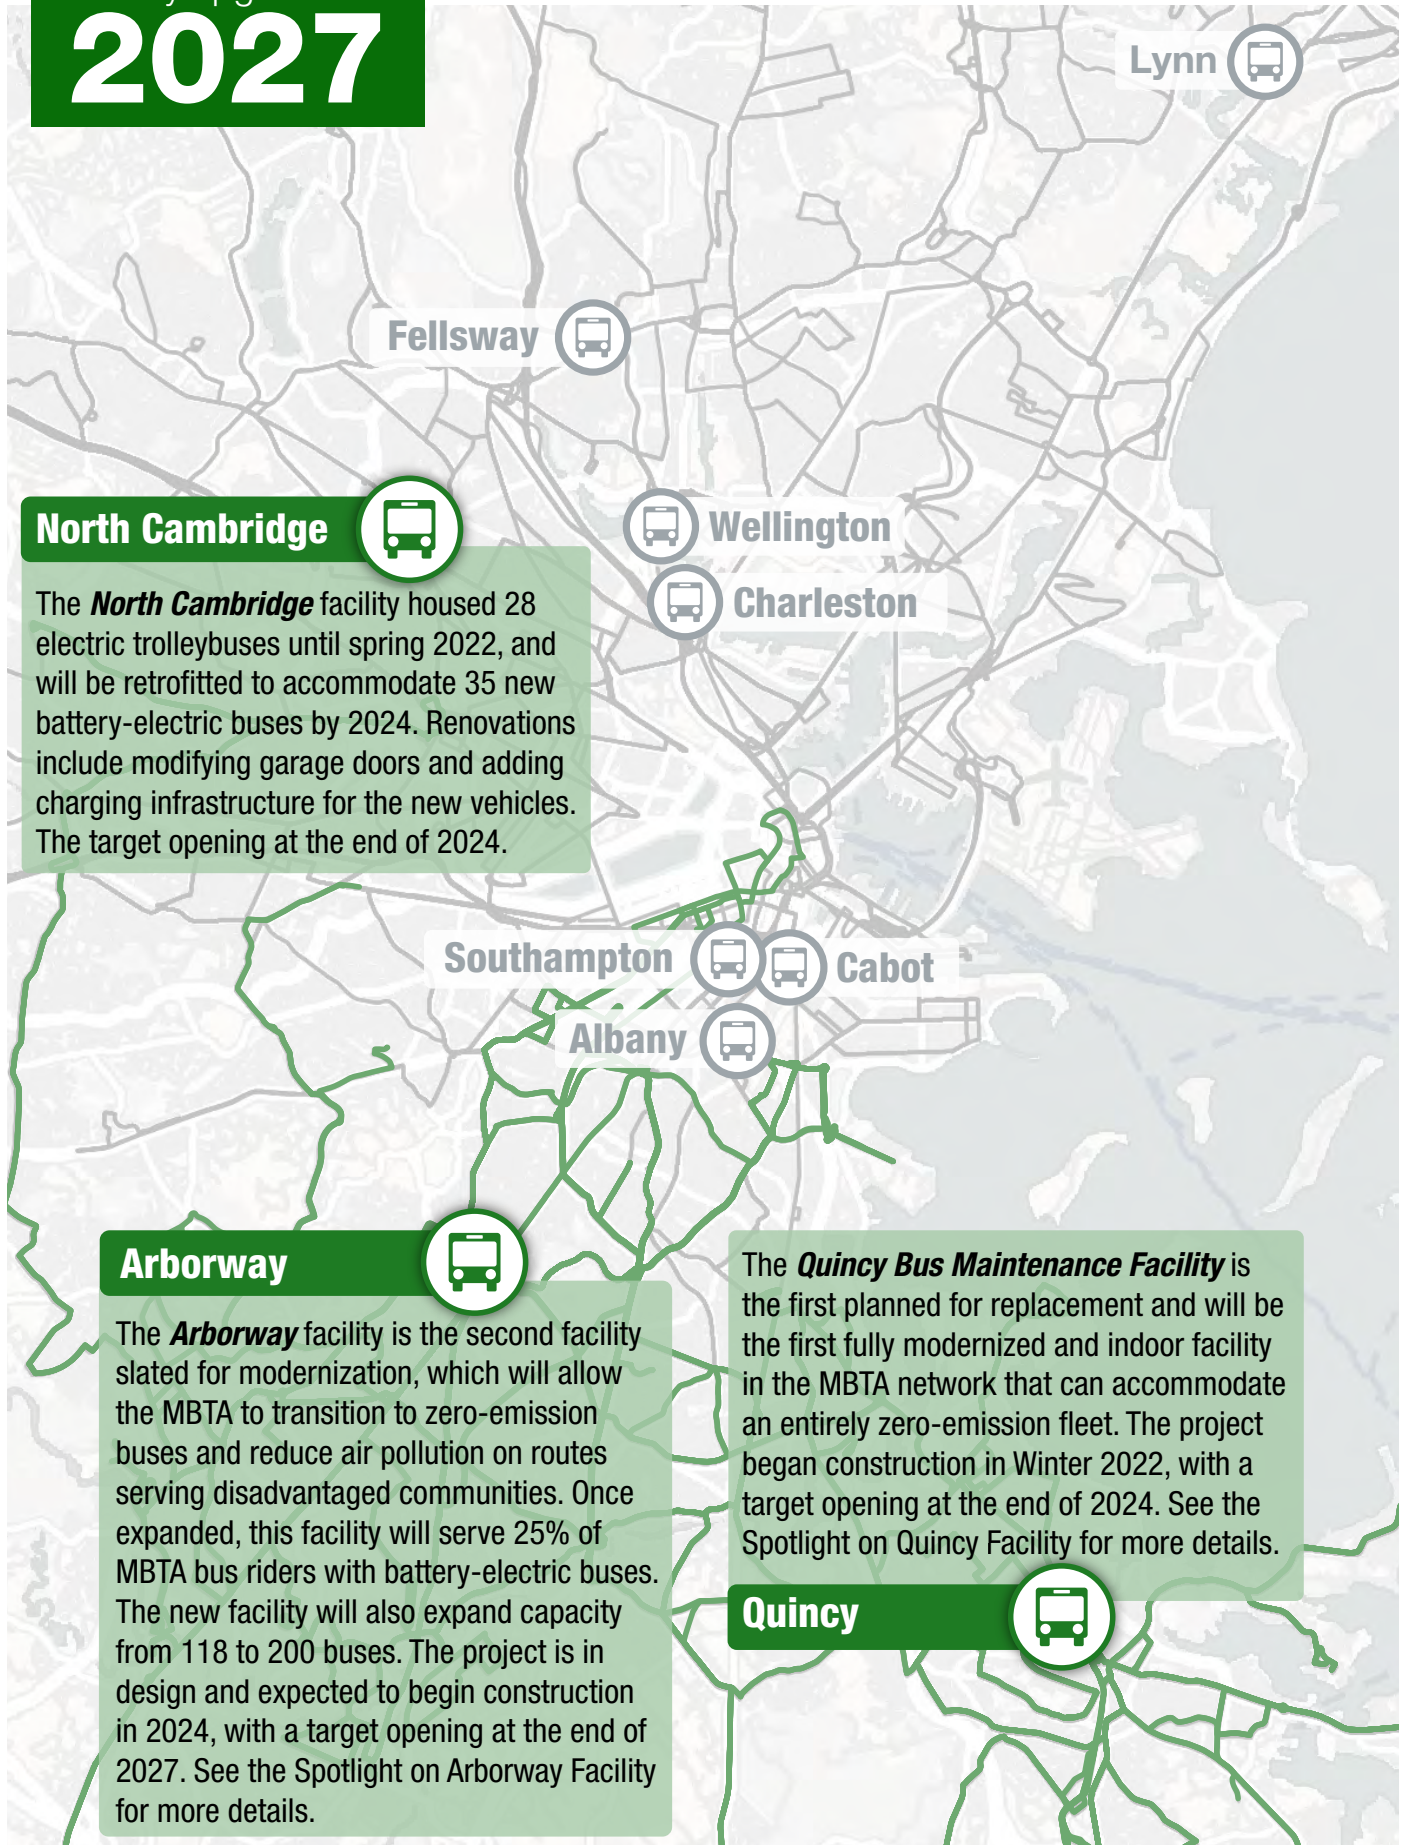 2027
Lynn
Fellsway
Wellington
Charleston
North Cambridge
The North Cambridge facility housed 28
electric trolleybuses until spring 2022, and
will be retrofitted to accommodate 35 new
battery-electric buses by 2024. Renovations
include modifying garage doors and adding
charging infrastructure for the new vehicles.
The target opening at the end of 2024.
Southampton
Cabot
Albany
Arborway
The Arborway facility is the second facility
slated for modernization, which will allow
the MBTA to transition to zero-emission
buses and reduce air pollution on routes
serving disadvantaged communities. Once
expanded, this facility will serve 25% of
MBTA bus riders with battery-electric buses.
The new facility will also expand capacity
from 118 to 200 buses. The project is in
design and expected to begin construction
in 2024, with a target opening at the end of
2027. See the Spotlight on Arborway Facility
for more details.
The Quincy Bus Maintenance Facility is
the first planned for replacement and will be
the first fully modernized and indoor facility
in the MBTA network that can accommodate
an entirely zero-emission fleet. The project
began construction in Winter 2022, with a
target opening at the end of 2024. See the
Spotlight on Quincy Facility for more details.
Quincy